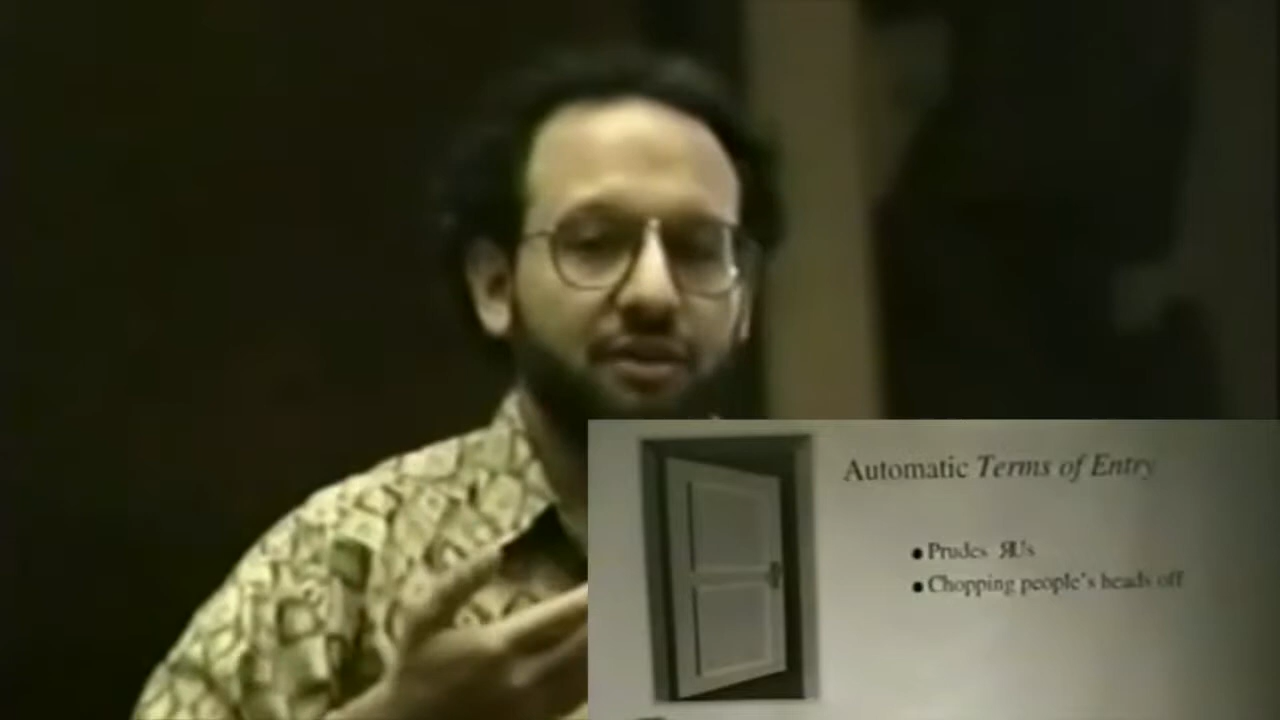 Automatic Terms of Entry
● Prudes ЯUs
● Chopping people's heads off